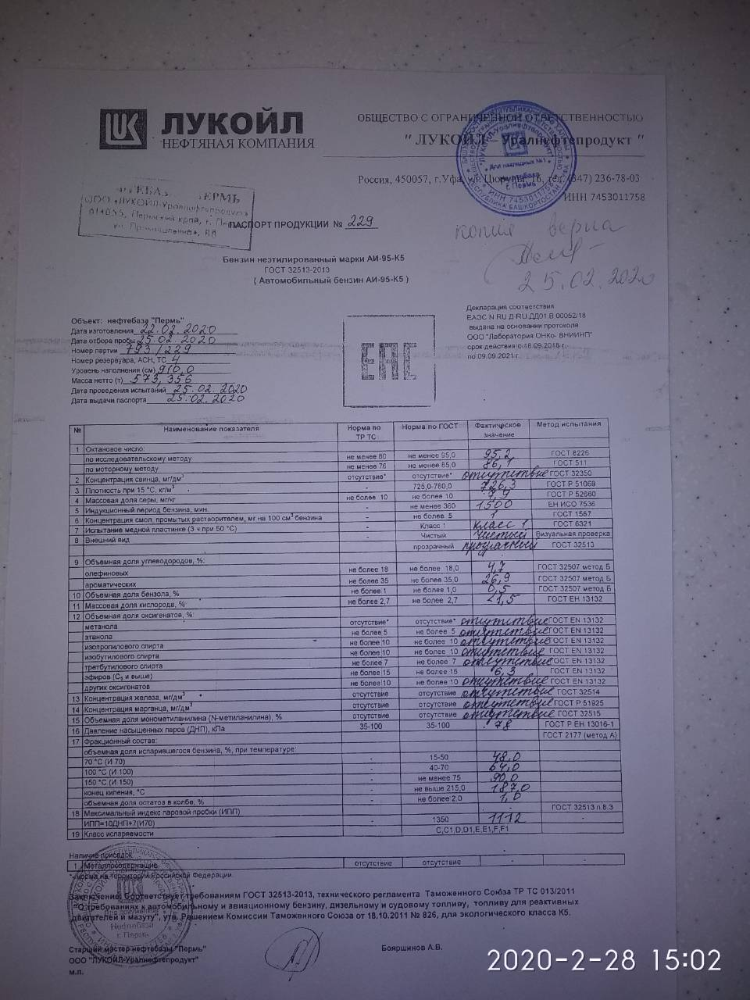 ЛУКОЙЛ
НЕФТЯНАЯ КОМПАНИЯ
ОБЩЕСТВО С ОГРАНИЧЕННОЙ ОТВЕТСТВЕННОСТЬЮ
" ЛУКОЙЛ – Уралнефтепродукт "
Россия, 450057, г.Уфа, ул. Цюрупы, 16, тел. (347) 236-78-03
ИНН 7453011758
ООО «ЛУКОЙЛ-Уралнефтепродукт»
614055, Пермский край, г.
ул. Промышленная,
ПАСПОРТ ПРОДУКЦИИ № 229
копия верна
25.02.2020
Бензин неэтилированный марки АИ-95-К5
ГОСТ 32513-2013
( Автомобильный бензин АИ-95-К5 )
Декларация соответствия
ЕАЭС N RU Д-RU.ДД01.В.00052/18
выдана на основании протокола
ООО "Лаборатория ОНКо- ВНИИНП"
срок действия с 18.09.2018 г.
по 09.09.2021 г.
ЕАС
Объект: нефтебаза "Пермь"
Дата изготовления 22.02.2020
Дата отбора пробы 25.02.2020
Номер партии 793/229
Номер резервуара, АСН, ТС 4
Уровень наполнения (см) 910,0
Масса нетто (т) 573,356
Дата проведения испытаний 25.02.2020
Дата выдачи паспорта 25.02.2020
№ Наименование показателя Норма по ТР ТС Норма по ГОСТ Фактическое значение Метод испытания
1 Октановое число:
по исследовательскому методу не менее 80 не менее 95,0 95,2 ГОСТ 8226
по моторному методу не менее 76 не менее 85,0 86,1 ГОСТ 511
2 Концентрация свинца, мг/дм³ отсутствие* отсутствие* отсутствие ГОСТ 32350
3 Плотность при 15 °С, кг/м³ - 725,0-780,0 726,3 ГОСТ Р 51069
4 Массовая доля серы, мг/кг не более 10 не более 10 7,9 ГОСТ Р 52660
5 Индукционный период бензина, мин. - не менее 360 1500 ЕН ИСО 7536
6 Концентрация смол, промытых растворителем, мг на 100 см³ бензина - не более 5 1 ГОСТ 1567
7 Испытание медной пластинке (3 ч при 50 °С) - Класс 1 класс 1 ГОСТ 6321
8 Внешний вид - Чистый чистый Визуальная проверка
прозрачный прозрачный ГОСТ 32513
9 Объемная доля углеводородов, %:
олефиновых не более 18 не более 18,0 4,7 ГОСТ 32507 метод Б
ароматических не более 35 не более 35,0 26,9 ГОСТ 32507 метод Б
10 Объемная доля бензола, % не более 1 не более 1,0 0,5 ГОСТ 32507 метод Б
11 Массовая доля кислорода, % не более 2,7 не более 2,7 <1,5 ГОСТ ЕН 13132
12 Объемная доля оксигенатов, %:
метанола отсутствие* отсутствие* отсутствие ГОСТ EN 13132
этанола не более 5 не более 5 отсутствие ГОСТ EN 13132
изопропилового спирта не более 10 не более 10 отсутствие ГОСТ EN 13132
изобутилового спирта не более 10 не более 10 отсутствие ГОСТ EN 13132
третбутилового спирта не более 7 не более 7 отсутствие ГОСТ EN 13132
эфиров (С₅ и выше) не более 15 не более 15 6,3 ГОСТ EN 13132
других оксигенатов не более 10 не более 10 отсутствие ГОСТ EN 13132
13 Концентрация железа, мг/дм³ отсутствие отсутствие отсутствие ГОСТ 32514
14 Концентрация марганца, мг/дм³ отсутствие отсутствие отсутствие ГОСТ Р 51925
15 Объемная доля монометиланилина (N-метиланилина), % отсутствие отсутствие отсутствие ГОСТ 32515
16 Давление насыщенных паров (ДНП), кПа 35-100 35-100 78 ГОСТ Р ЕН 13016-1
17 Фракционный состав: ГОСТ 2177 (метод А)
объемная доля испарившегося бензина, %, при температуре:
70 °С (И 70) - 15-50 48,0
100 °С (И 100) - 40-70 64,0
150 °С (И 150) - не менее 75 90,0
конец кипения, °С - не выше 215,0 187,0
объемная доля остатоз в колбе, % - не более 2,0 1,0
18 Максимальный индекс паровой пробки (ИПП) - ГОСТ 32513 п.8.3
ИПП=10ДНП+7(И70) - 1350 1112 -
19 Класс испаряемости С,С1,D,D1,Е,Е1,F,F1
Наличие присадок
1 Металлосодержащие отсутствие отсутствие - -
* -норма на территории Российской Федерации.
Заключение: Соответствует требованиям ГОСТ 32513-2013, технического регламента Таможенного Союза ТР ТС 013/2011
"О требованиях к автомобильному и авиационному бензину, дизельному и судовому топливу, топливу для реактивных
двигателей и мазуту", утв. Решением Комиссии Таможенного Союза от 18.10.2011 № 826, для экологического класса К5.
Старший мастер нефтебазы "Пермь" Бояршинов А.В.
ООО "ЛУКОЙЛ-Уралнефтепродукт"
м.п.
2020-2-28 15:02